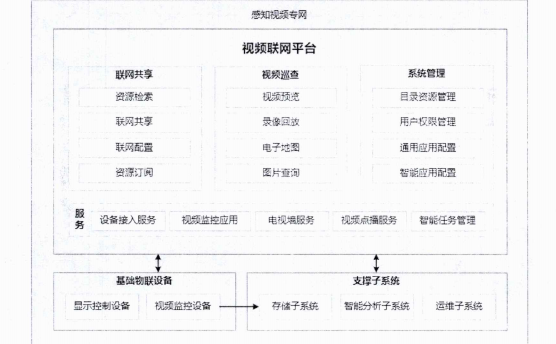 感知视频专网
视频联网平台
联网共享 视频巡查 系统管理
资源检索 视频预览 目录资源管理
联网共享 录像回放 用户权限管理
联网配置 电子地图 通用应用配置
资源订阅 图片查询 智能应用配置
服务 设备接入服务 视频监控应用 电视墙服务 视频点播服务 智能任务管理
基础物联设备 支撑子系统
显示控制设备 视频监控设备 存储子系统 智能分析子系统 运维子系统